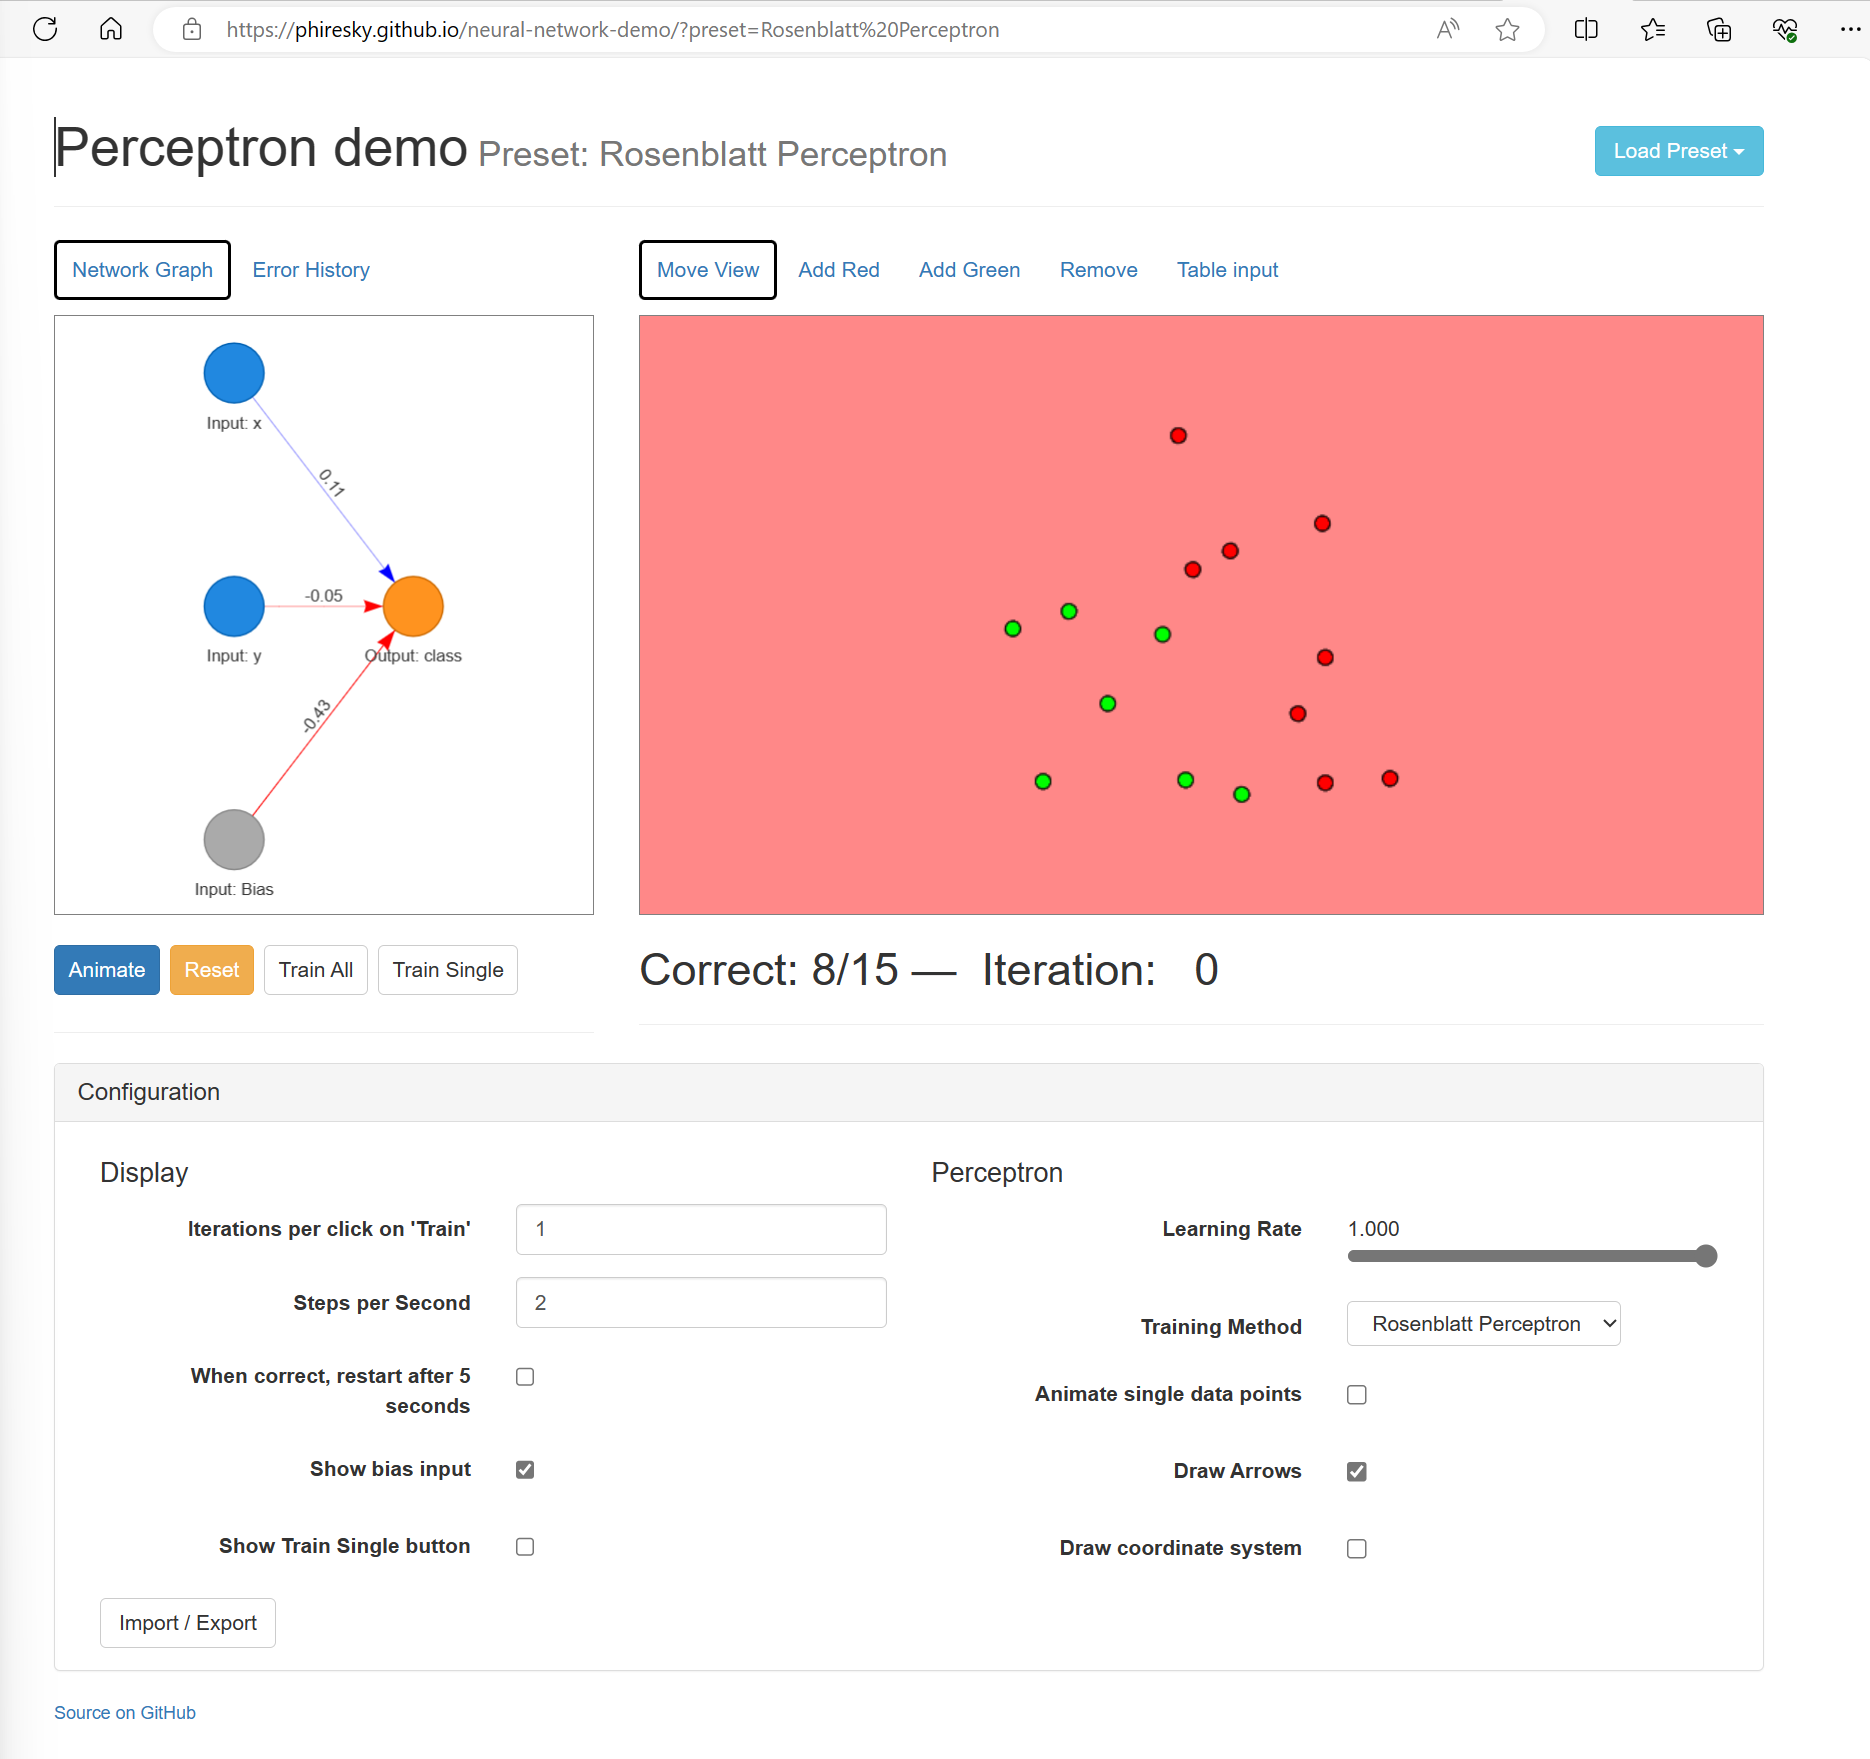 https://phiresky.github.io/neural-network-demo/?preset=Rosenblatt%20Perceptron
Perceptron demo Preset: Rosenblatt Perceptron
Load Preset
Network Graph Error History
Move View Add Red Add Green Remove Table input
Input: x
0.11
-0.05
Input: y
Output: class
-0.43
Input: Bias
Animate Reset Train All Train Single
Correct: 8/15 — Iteration: 0
Configuration
Display
Iterations per click on 'Train' 1
Steps per Second 2
When correct, restart after 5
seconds
Show bias input
Show Train Single button
Import / Export
Perceptron
Learning Rate 1.000
Training Method Rosenblatt Perceptron
Animate single data points
Draw Arrows
Draw coordinate system
Source on GitHub